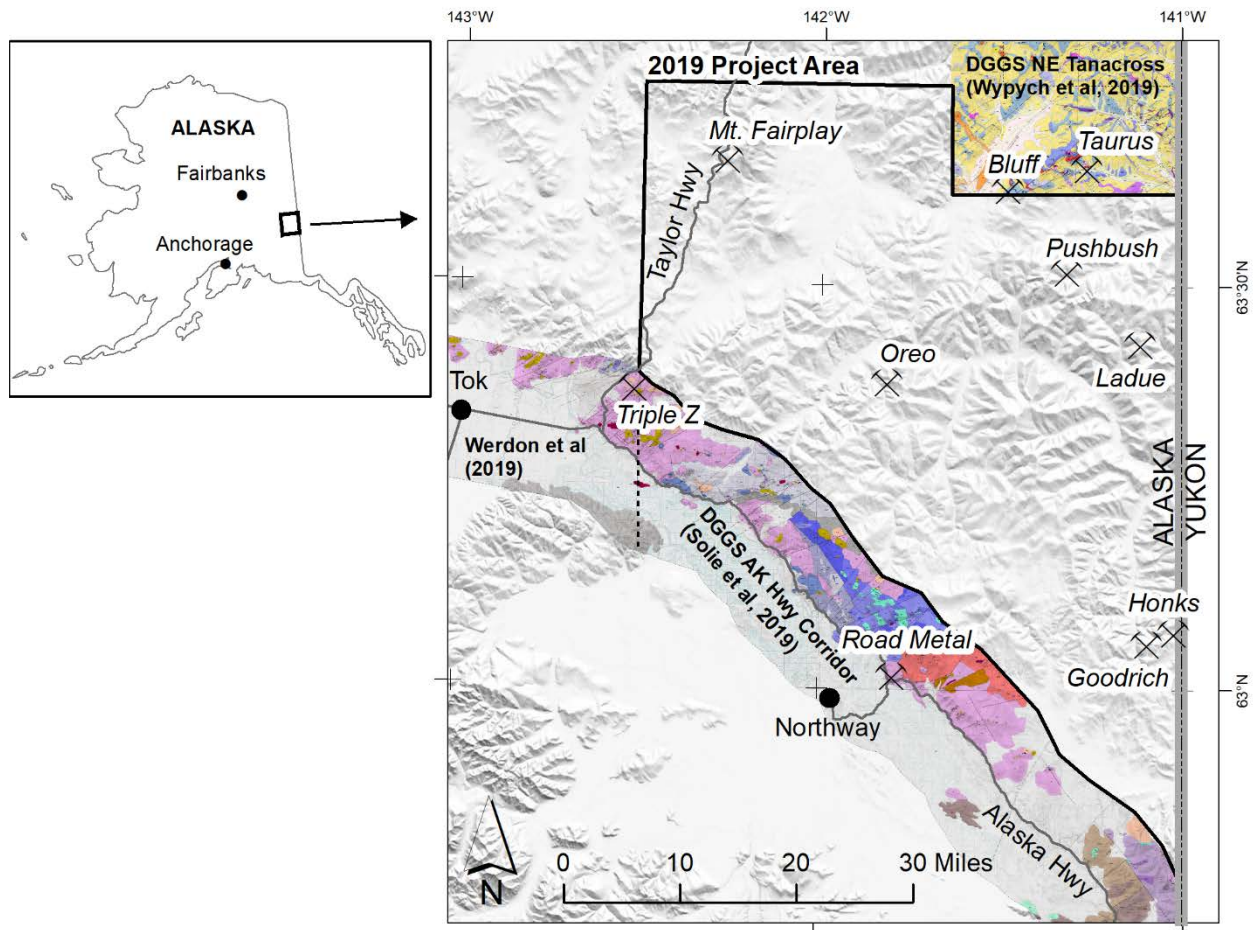 143°W
142°W
141°W
ALASKA
Fairbanks
Anchorage
2019 Project Area
DGGS NE Tanacross
(Wypych et al, 2019)
Mt. Fairplay
Taurus
Bluff
Taylor Hwy
Pushbush
63°30'N
Oreo
Ladue
Tok
Triple Z
Werdon et al
(2019)
ALASKA
YUKON
DGGS AK Hwy Corridor
(Solie et al, 2019)
Honks
Road Metal
Goodrich
63°N
Northway
Alaska Hwy
N
0 10 20 30 Miles